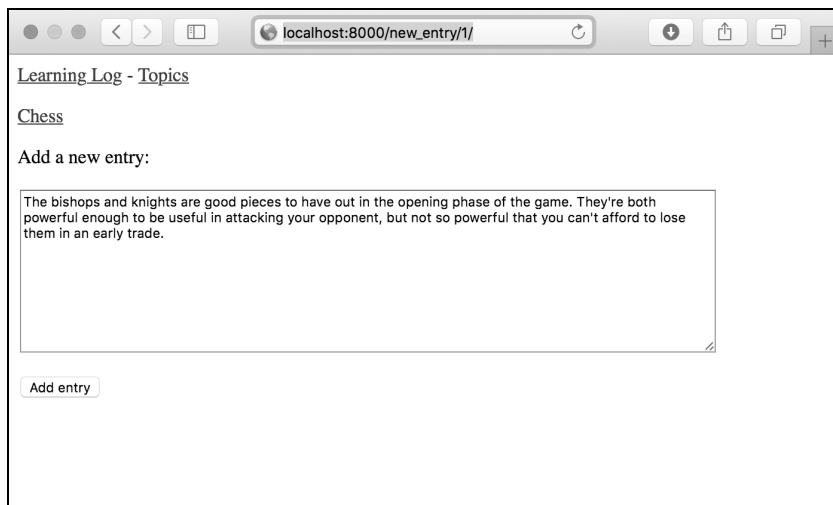 localhost:8000/new_entry/1/
Learning Log - Topics
Chess
Add a new entry:
The bishops and knights are good pieces to have out in the opening phase of the game. They're both
powerful enough to be useful in attacking your opponent, but not so powerful that you can't afford to lose
them in an early trade.
Add entry